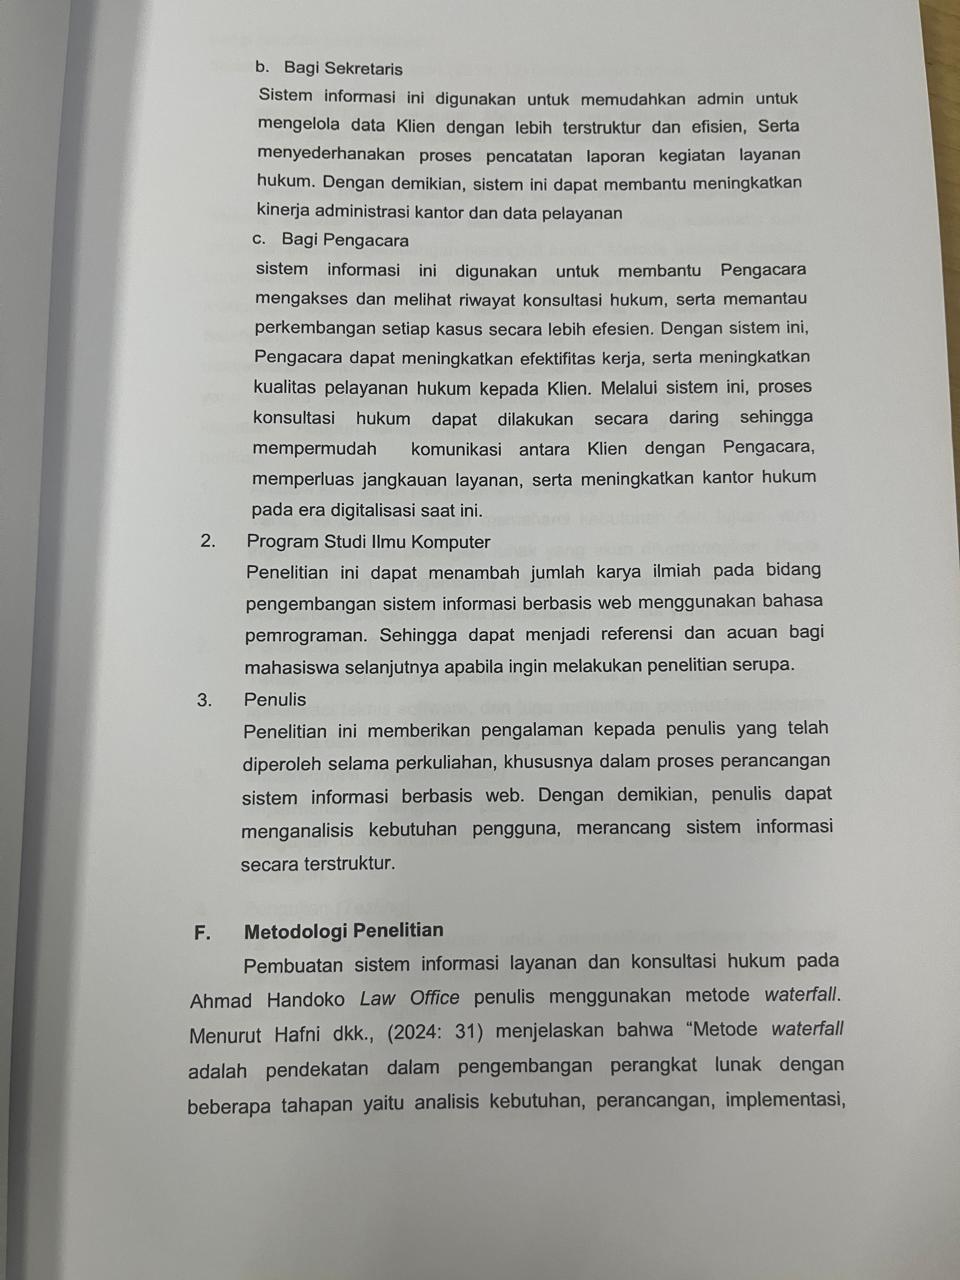 b. Bagi Sekretaris
Sistem informasi ini digunakan untuk memudahkan admin untuk
mengelola data Klien dengan lebih terstruktur dan efisien, Serta
menyederhanakan proses pencatatan laporan kegiatan layanan
hukum. Dengan demikian, sistem ini dapat membantu meningkatkan
kinerja administrasi kantor dan data pelayanan
c. Bagi Pengacara
sistem informasi ini digunakan untuk membantu Pengacara
mengakses dan melihat riwayat konsultasi hukum, serta memantau
perkembangan setiap kasus secara lebih efesien. Dengan sistem ini,
Pengacara dapat meningkatkan efektifitas kerja, serta meningkatkan
kualitas pelayanan hukum kepada Klien. Melalui sistem ini, proses
konsultasi hukum dapat dilakukan secara daring sehingga
mempermudah komunikasi antara Klien dengan Pengacara,
memperluas jangkauan layanan, serta meningkatkan kantor hukum
pada era digitalisasi saat ini.
2. Program Studi Ilmu Komputer
Penelitian ini dapat menambah jumlah karya ilmiah pada bidang
pengembangan sistem informasi berbasis web menggunakan bahasa
pemrograman. Sehingga dapat menjadi referensi dan acuan bagi
mahasiswa selanjutnya apabila ingin melakukan penelitian serupa.
3. Penulis
Penelitian ini memberikan pengalaman kepada penulis yang telah
diperoleh selama perkuliahan, khususnya dalam proses perancangan
sistem informasi berbasis web. Dengan demikian, penulis dapat
menganalisis kebutuhan pengguna, merancang sistem informasi
secara terstruktur.
F. Metodologi Penelitian
Pembuatan sistem informasi layanan dan konsultasi hukum pada
Ahmad Handoko Law Office penulis menggunakan metode waterfall.
Menurut Hafni dkk., (2024: 31) menjelaskan bahwa “Metode waterfall
adalah pendekatan dalam pengembangan perangkat lunak dengan
beberapa tahapan yaitu analisis kebutuhan, perancangan, implementasi,